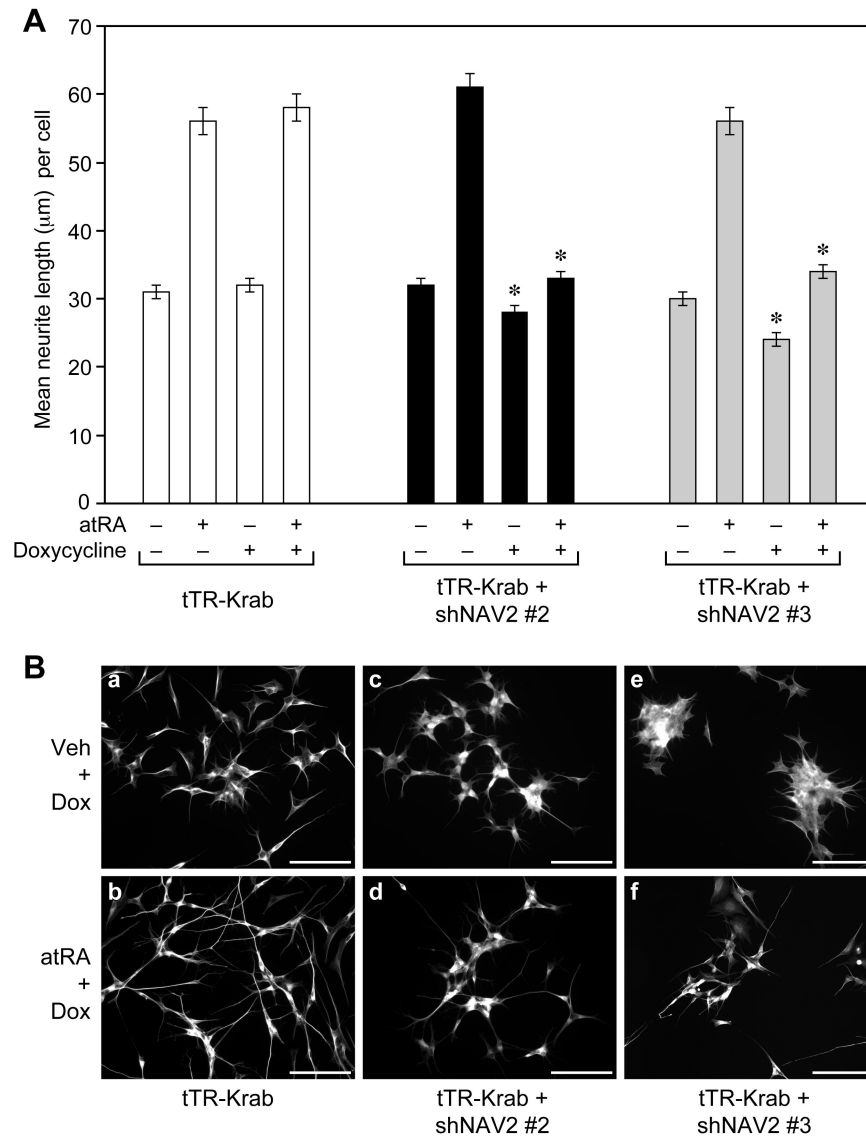 A
70
60
50
40
30
20
10
0
Mean neurite length (μm) per cell
* * * *
atRA – + – + – + – + – + – +
Doxycycline – – + + – – + + – – + +
tTR-Krab
tTR-Krab +
shNAV2 #2
tTR-Krab +
shNAV2 #3
B
a c e
Veh
+
Dox
b d f
atRA
+
Dox
tTR-Krab
tTR-Krab +
shNAV2 #2
tTR-Krab +
shNAV2 #3